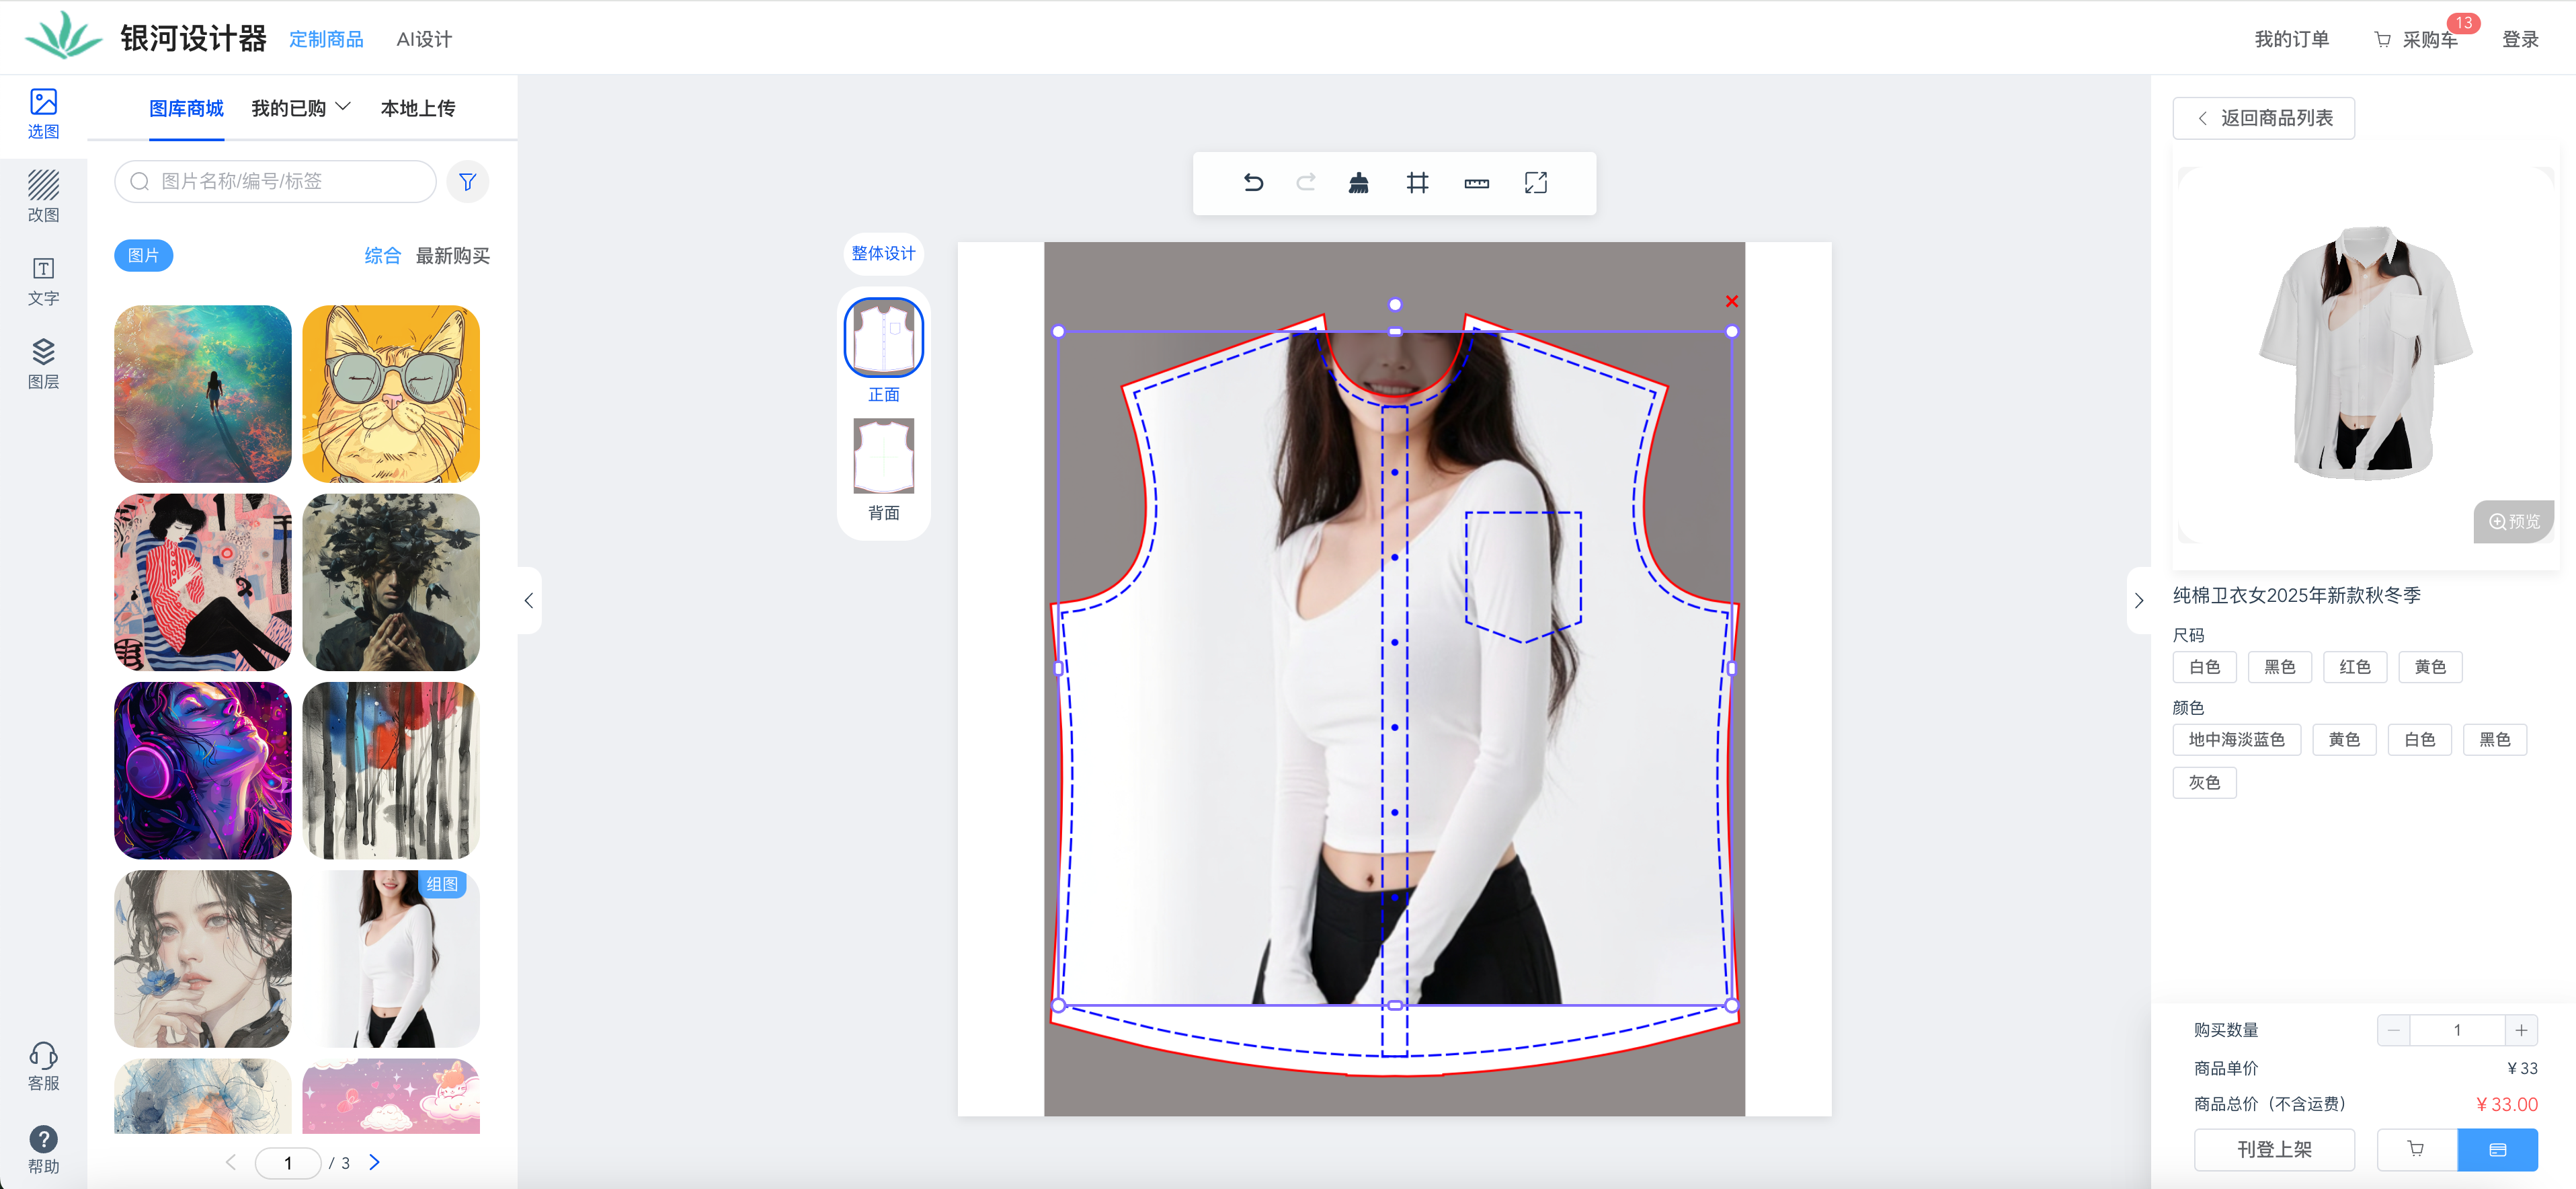 银河设计器
定制商品
AI设计
我的订单
采购车
13
登录
选图
改图
文字
图层
客服
帮助
图库商城
我的已购
本地上传
图片名称/编号/标签
图片
综合
最新购买
组图
1
/ 3
整体设计
正面
背面
返回商品列表
预览
纯棉卫衣女2025年新款秋冬季
尺码
白色
黑色
红色
黄色
颜色
地中海淡蓝色
黄色
白色
黑色
灰色
购买数量
1
商品单价
¥33
商品总价（不含运费）
¥33.00
刊登上架